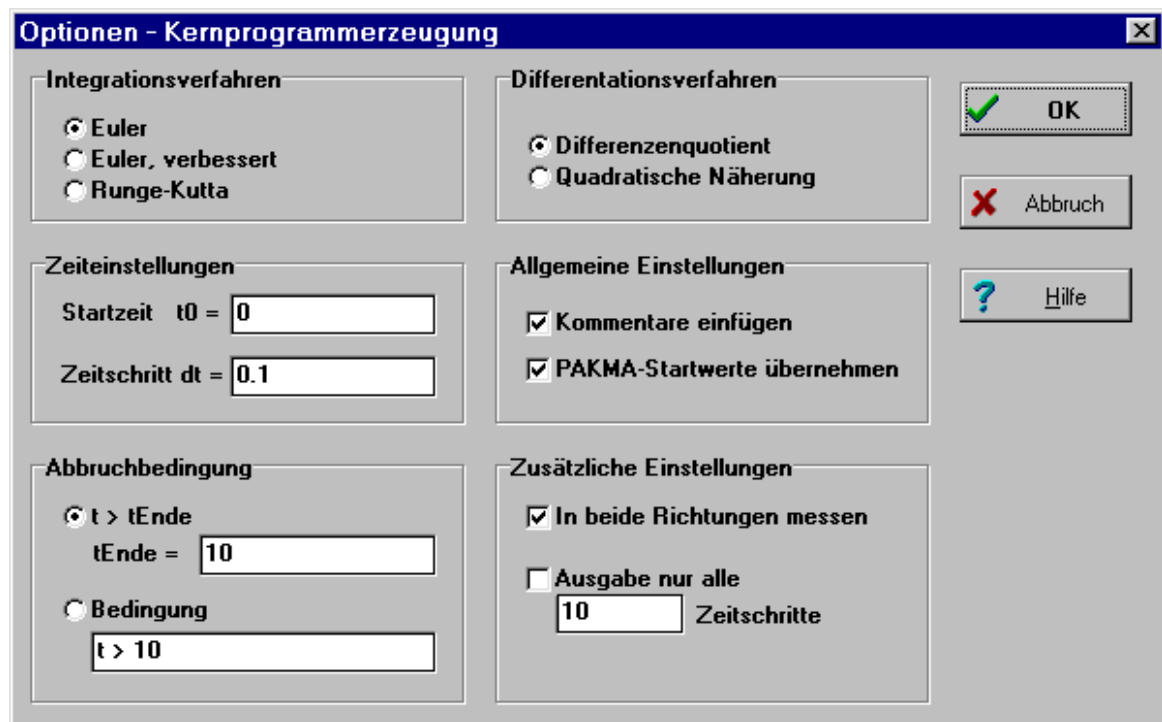 Optionen - Kernprogrammerzeugung
Integrationsverfahren
Euler
Euler, verbessert
Runge-Kutta
Differentationsverfahren
Differenzenquotient
Quadratische Näherung
OK
Abbruch
Hilfe
Zeiteinstellungen
Startzeit t0 = 0
Zeitschritt dt = 0.1
Allgemeine Einstellungen
Kommentare einfügen
PAKMA-Startwerte übernehmen
Abbruchbedingung
t > tEnde
tEnde = 10
Bedingung
t > 10
Zusätzliche Einstellungen
In beide Richtungen messen
Ausgabe nur alle
10 Zeitschritte